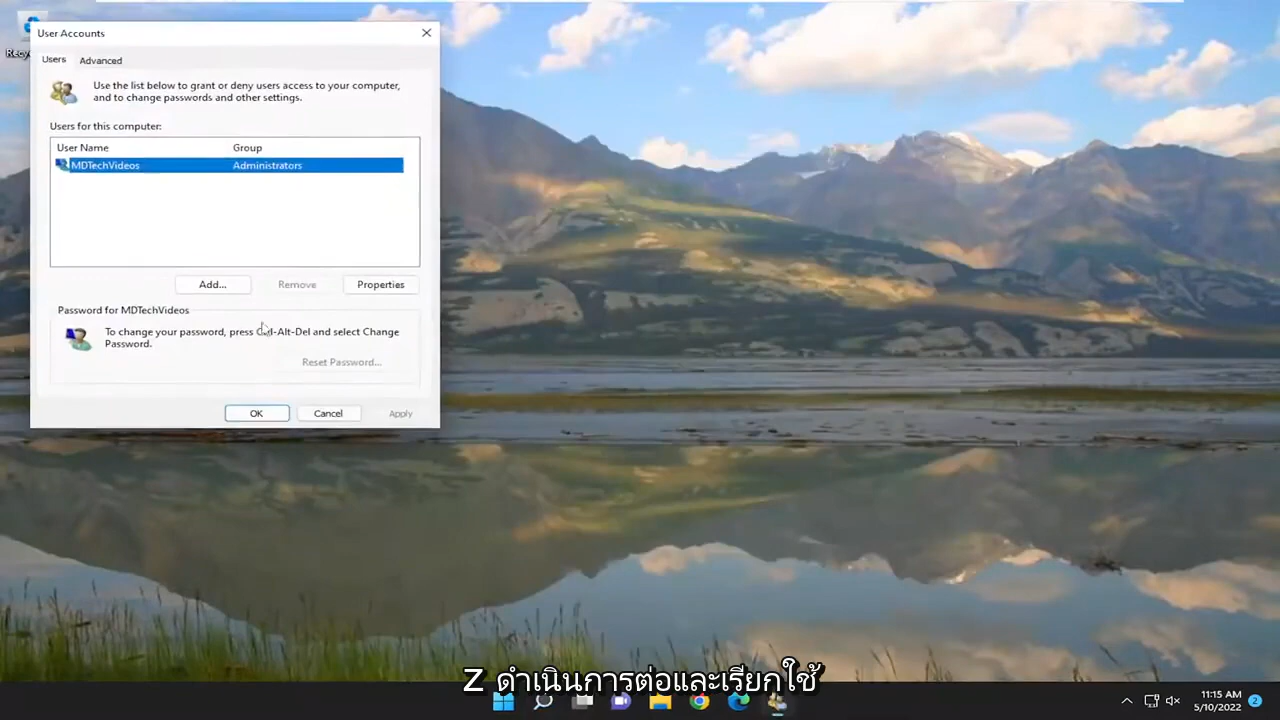 User Accounts
Users
Advanced
Use the list below to grant or deny users access to your computer,
and to change passwords and other settings.
Users for this computer:
User Name
Group
MDTechVideos
Administrators
Add...
Remove
Properties
Password for MDTechVideos
To change your password, press Ctrl-Alt-Del and select Change
Password.
Reset Password...
OK
Cancel
Apply
Z ดำเนินการต่อและเรียกใช้
11:15 AM
5/10/2022
2